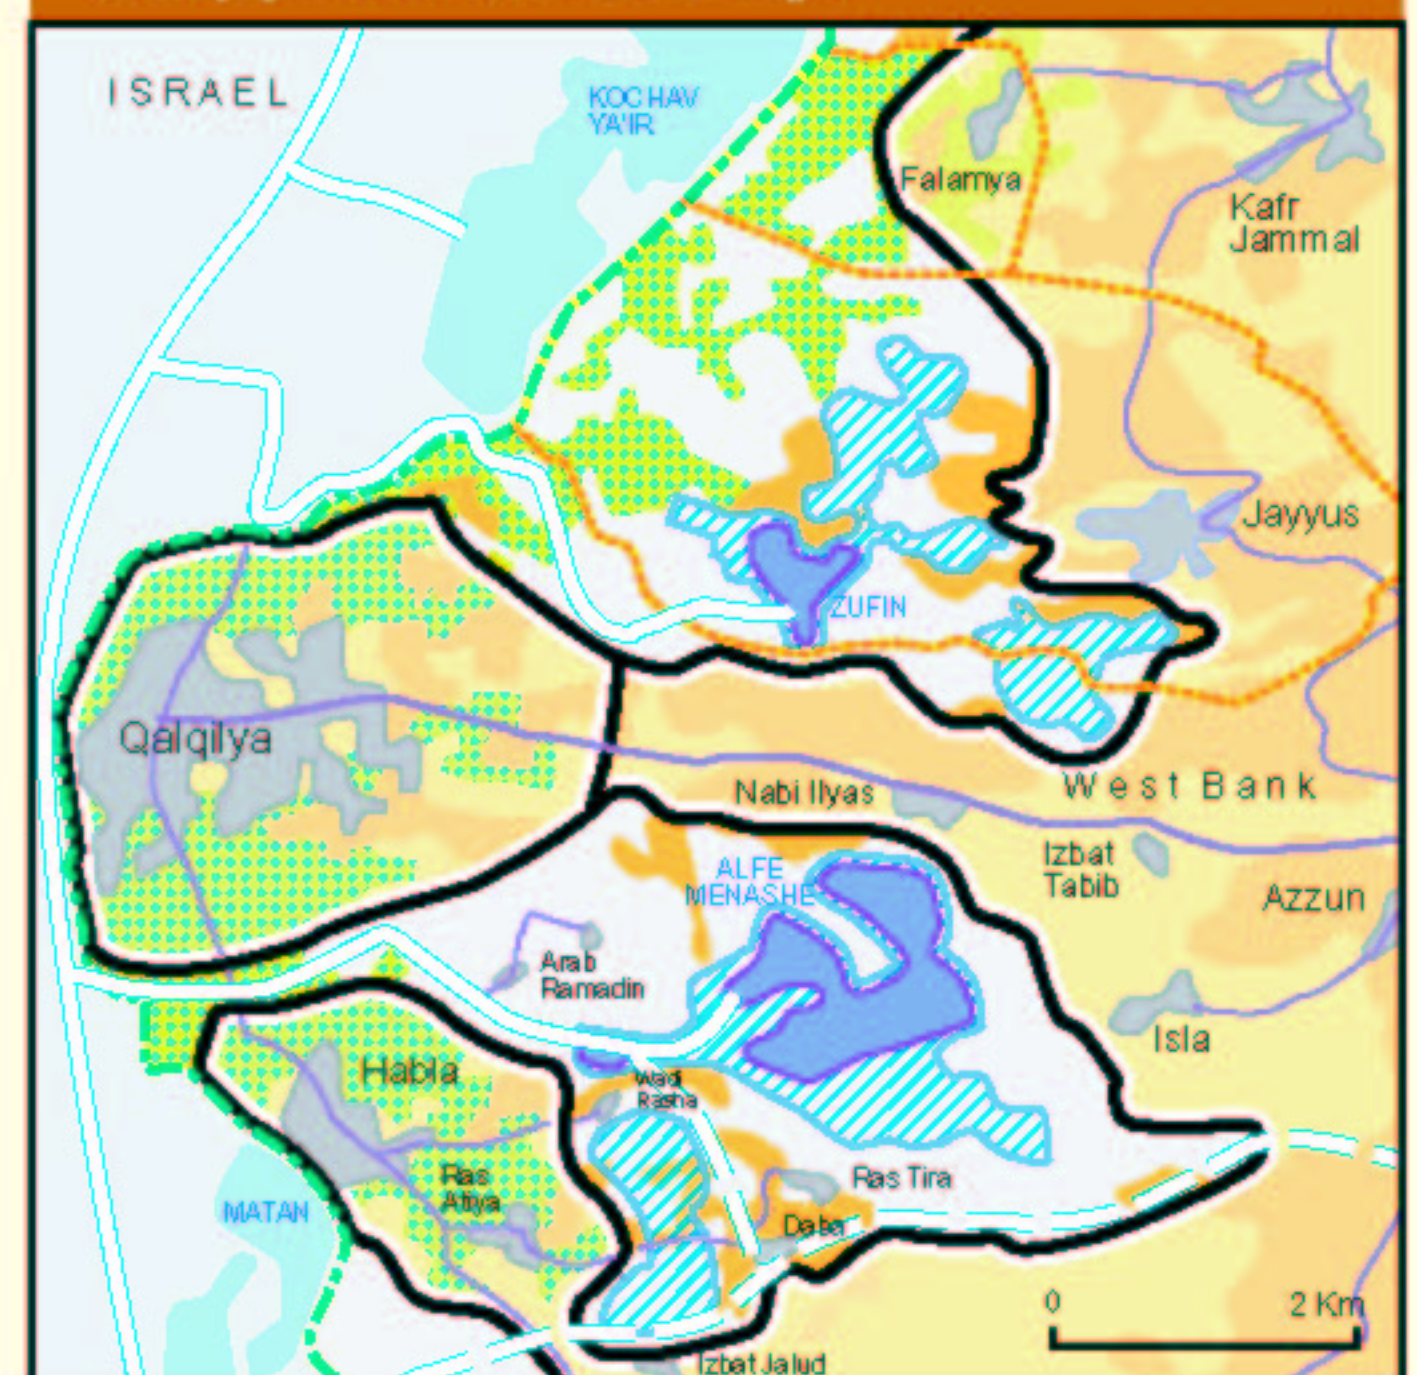 ISRAEL
KOCHAV
YA'IR
Falamya
Kafr
Jammal
Jayyus
ZUFIN
Qalqilya
Nabi Ilyas
West Bank
Izbat
Tabib
ALFE
MENASHE
Azzun
Arab
Ramadin
Isla
Habla
Wadi
Rasha
Ras
Atiya
Ras Tira
MATAN
Daba
0
2 Km
Izbat Jalud